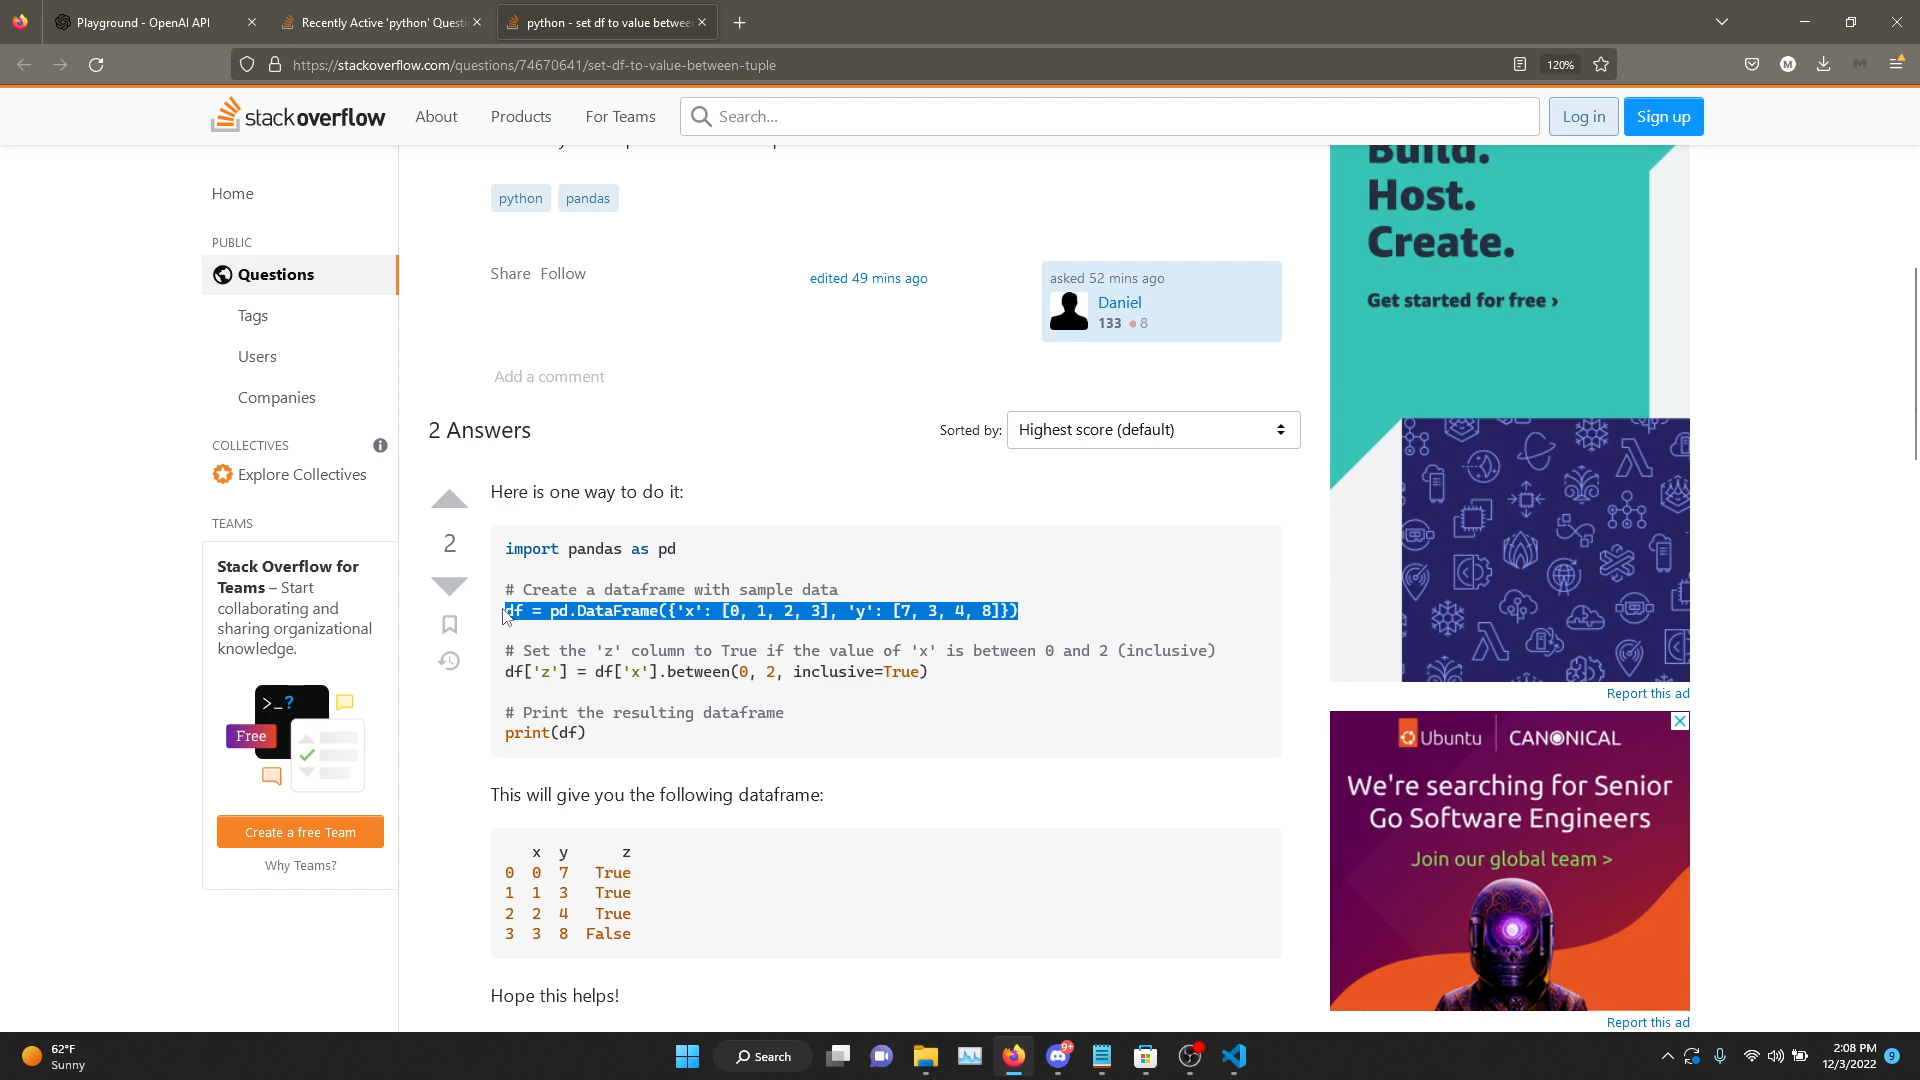 Playground - OpenAI API
Recently Active 'python' Questi
python - set df to value betwee
https://stackoverflow.com/questions/74670641/set-df-to-value-between-tuple
120%
M
stackoverflow
About
Products
For Teams
Search...
Log in
Sign up
Home
PUBLIC
Questions
Tags
Users
Companies
COLLECTIVES
Explore Collectives
TEAMS
Stack Overflow for
Teams – Start
collaborating and
sharing organizational
knowledge.
>_?
Free
Create a free Team
Why Teams?
python
pandas
Share Follow
edited 49 mins ago
asked 52 mins ago
Daniel
133 8
Add a comment
2 Answers
Sorted by:
Highest score (default)
2
Here is one way to do it:
import pandas as pd
# Create a dataframe with sample data
df = pd.DataFrame({'x': [0, 1, 2, 3], 'y': [7, 3, 4, 8]})
# Set the 'z' column to True if the value of 'x' is between 0 and 2 (inclusive)
df['z'] = df['x'].between(0, 2, inclusive=True)
# Print the resulting dataframe
print(df)
This will give you the following dataframe:
x y z
0 0 7 True
1 1 3 True
2 2 4 True
3 3 8 False
Hope this helps!
Build.
Host.
Create.
Get started for free ›
Report this ad
Ubuntu
CANONICAL
We're searching for Senior
Go Software Engineers
Join our global team >
Report this ad
62°F
Sunny
Search
9+
2:08 PM
12/3/2022
9